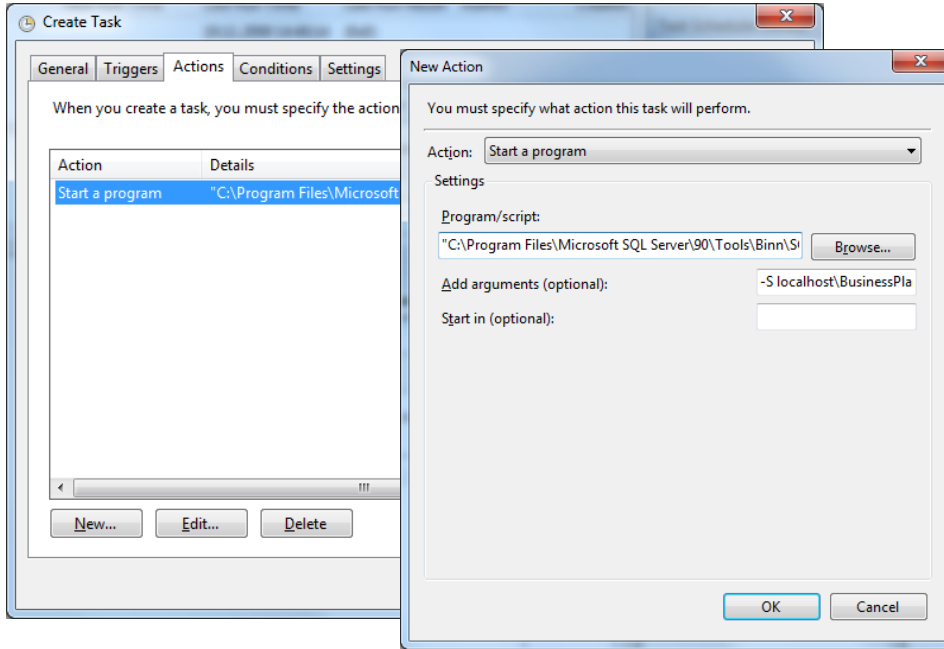 Create Task
General Triggers Actions Conditions Settings
When you create a task, you must specify the action
Action Details
Start a program "C:\Program Files\Microsoft
New... Edit... Delete
New Action
You must specify what action this task will perform.
Action: Start a program
Settings
Program/script:
"C:\Program Files\Microsoft SQL Server\90\Tools\Binn\S Browse...
Add arguments (optional): -S localhost\BusinessPla
Start in (optional):
OK Cancel